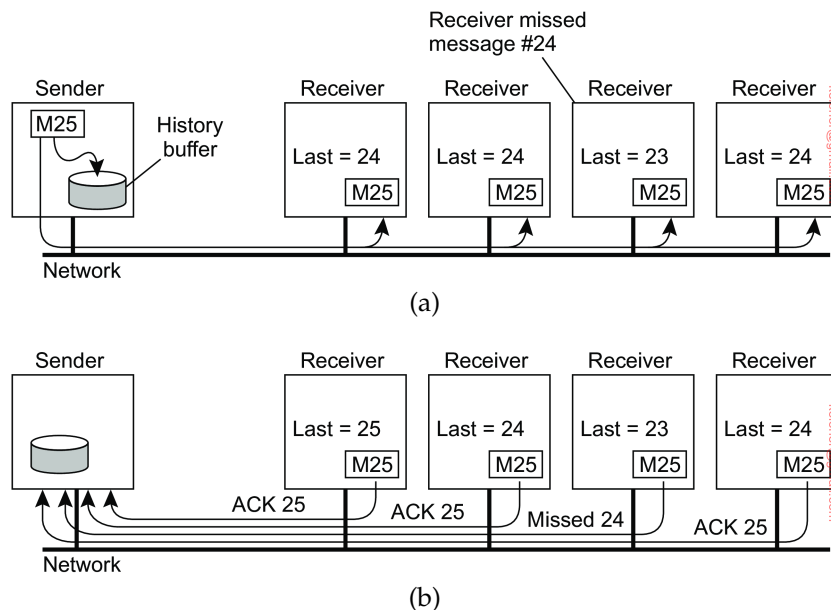 Receiver missed
message #24
Sender
Receiver
Receiver
Receiver
Receiver
M25
History
buffer
Last = 24
Last = 24
Last = 23
Last = 24
M25
M25
M25
M25
Network
(a)
Sender
Receiver
Receiver
Receiver
Receiver
Last = 25
Last = 24
Last = 23
Last = 24
M25
M25
M25
M25
ACK 25
ACK 25
Missed 24
ACK 25
Network
(b)